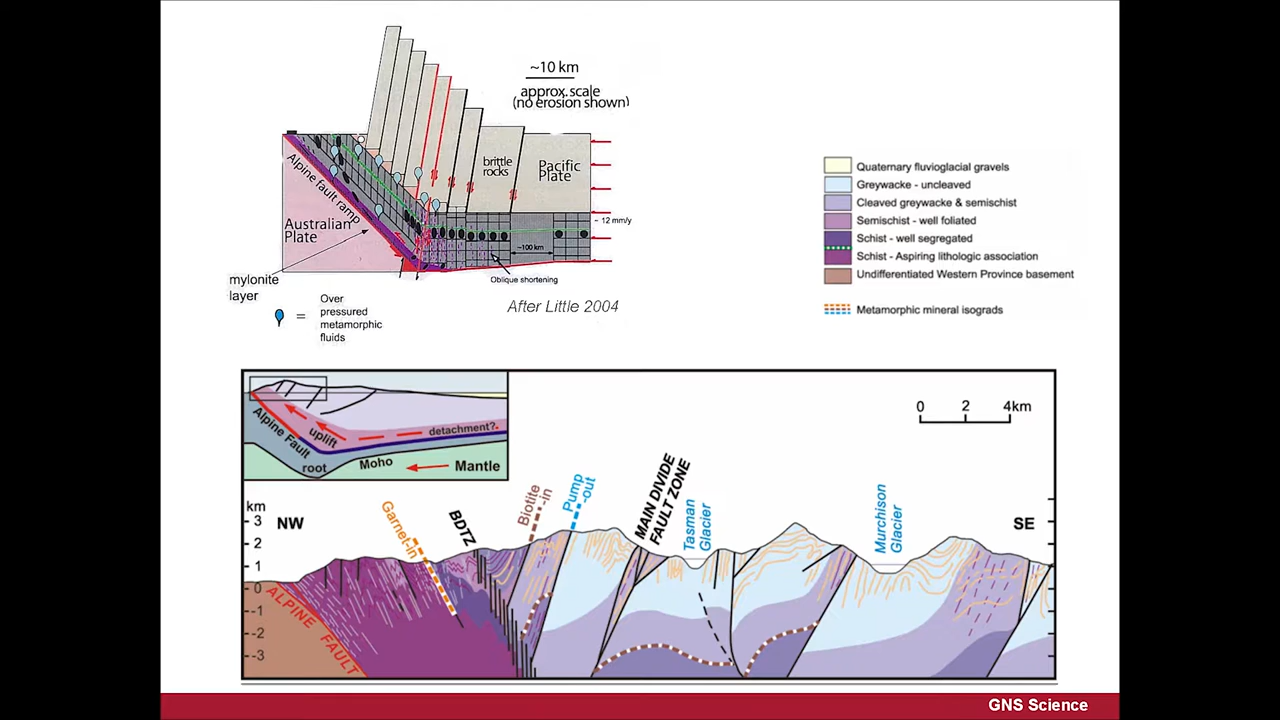 ~10 km
approx. scale
(no erosion shown)
brittle
rocks
Pacific
Plate
Alpine fault ramp
Australian
Plate
- 12 mm/y
~100 km
Oblique shortening
mylonite
layer
=
Over
pressured
metamorphic
fluids
After Little 2004
Quaternary fluvioglacial gravels
Greywacke - uncleaved
Cleaved greywacke & semischist
Semischist - well foliated
Schist - well segregated
Schist - Aspiring lithologic association
Undifferentiated Western Province basement
Metamorphic mineral isograds
Alpine Fault
uplift
detachment?
root
Moho
Mantle
0 2 4km
km
NW
Garnet-in
BDTZ
Biotite
-in
Pump
-out
MAIN DIVIDE
FAULT ZONE
Tasman
Glacier
Murchison
Glacier
SE
3
2
1
0
-1
-2
-3
ALPINE FAULT
GNS Science